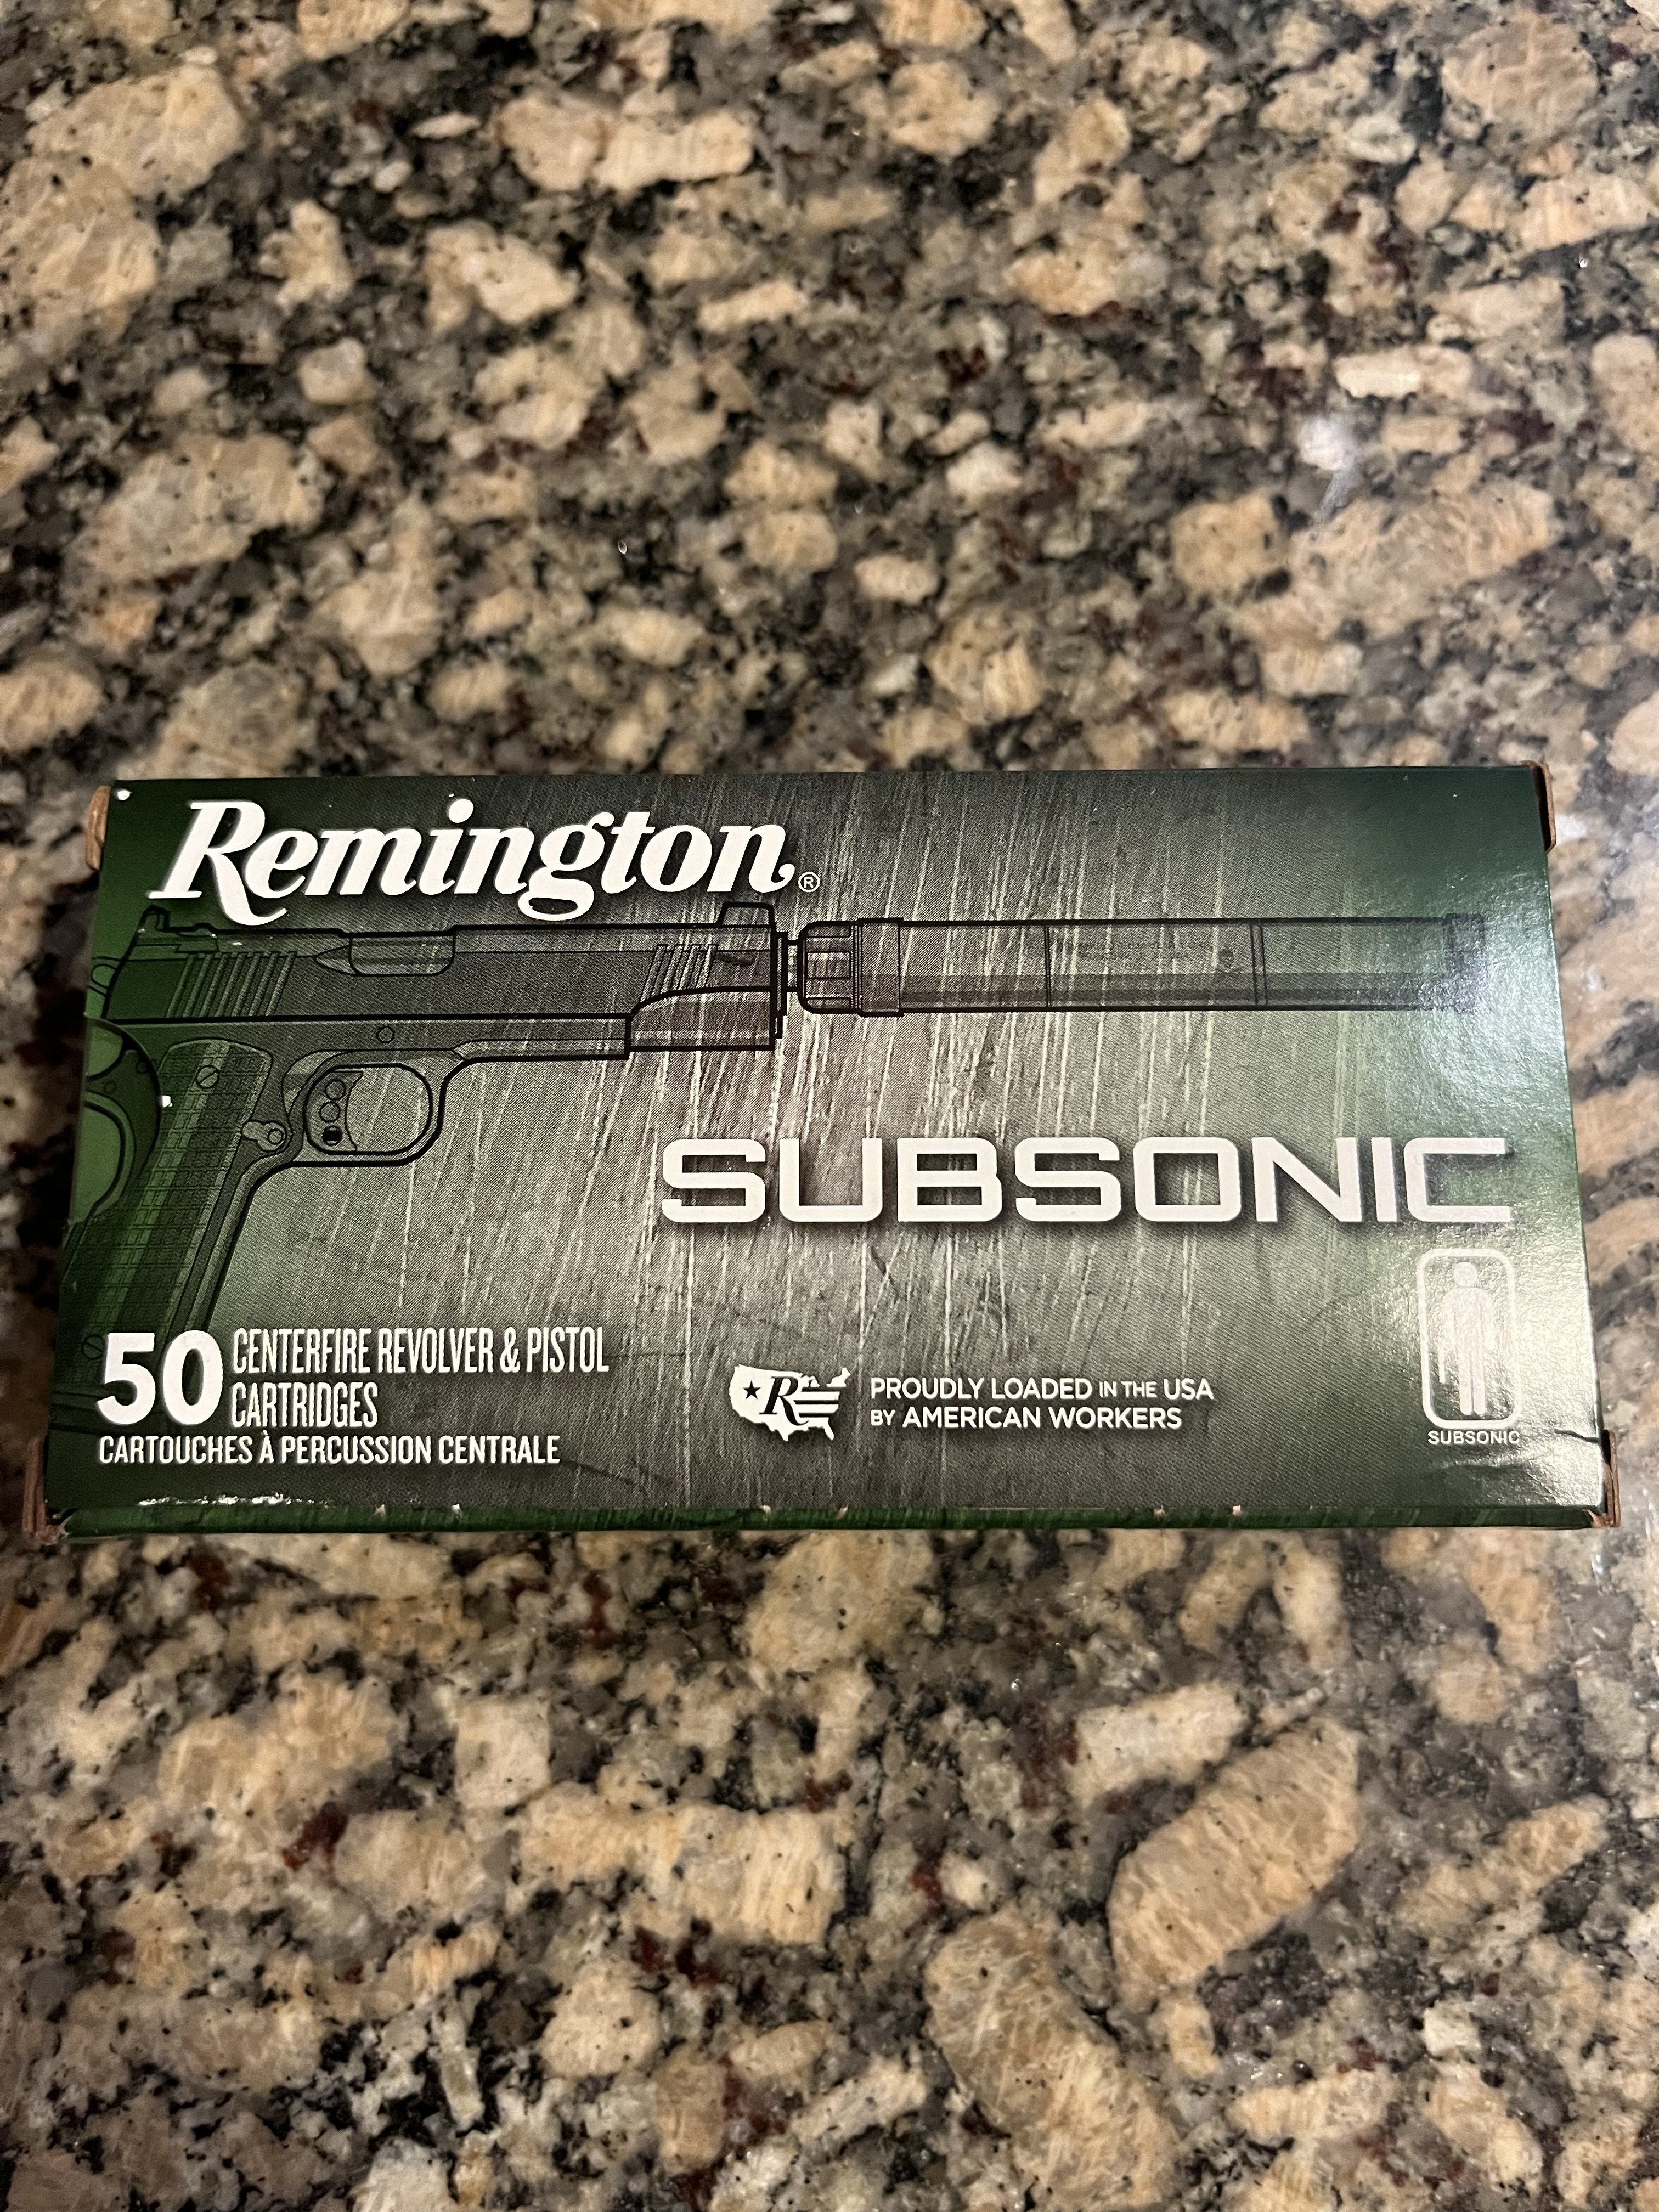 Remington®
SUBSONIC
50 CENTERFIRE REVOLVER & PISTOL
CARTRIDGES
CARTOUCHES À PERCUSSION CENTRALE
R
PROUDLY LOADED IN THE USA
BY AMERICAN WORKERS
SUBSONIC